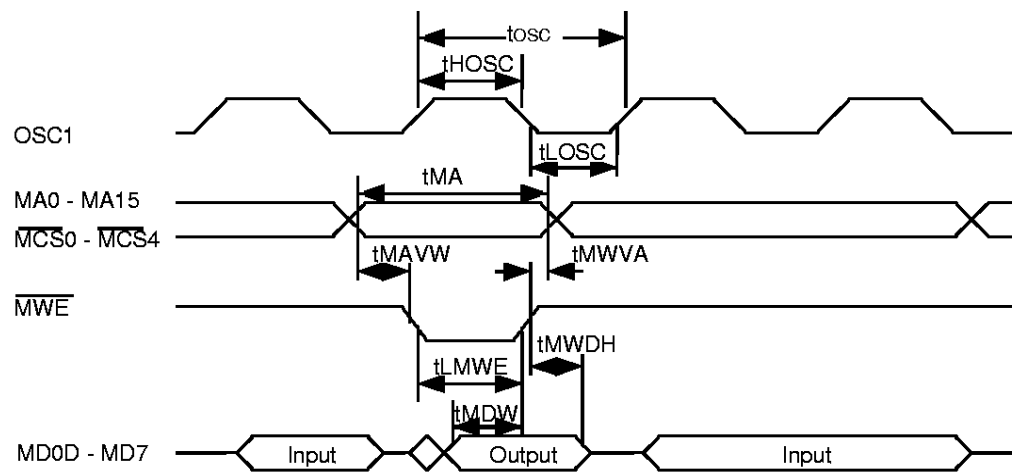 tosc
tHOSC
OSC1
tLOSC
tMA
MA0 - MA15
MCS0 - MCS4
tMAVW
tMWVA
MWE
tMWDH
tLMWE
tMDW
MD0D - MD7
Input
Output
Input